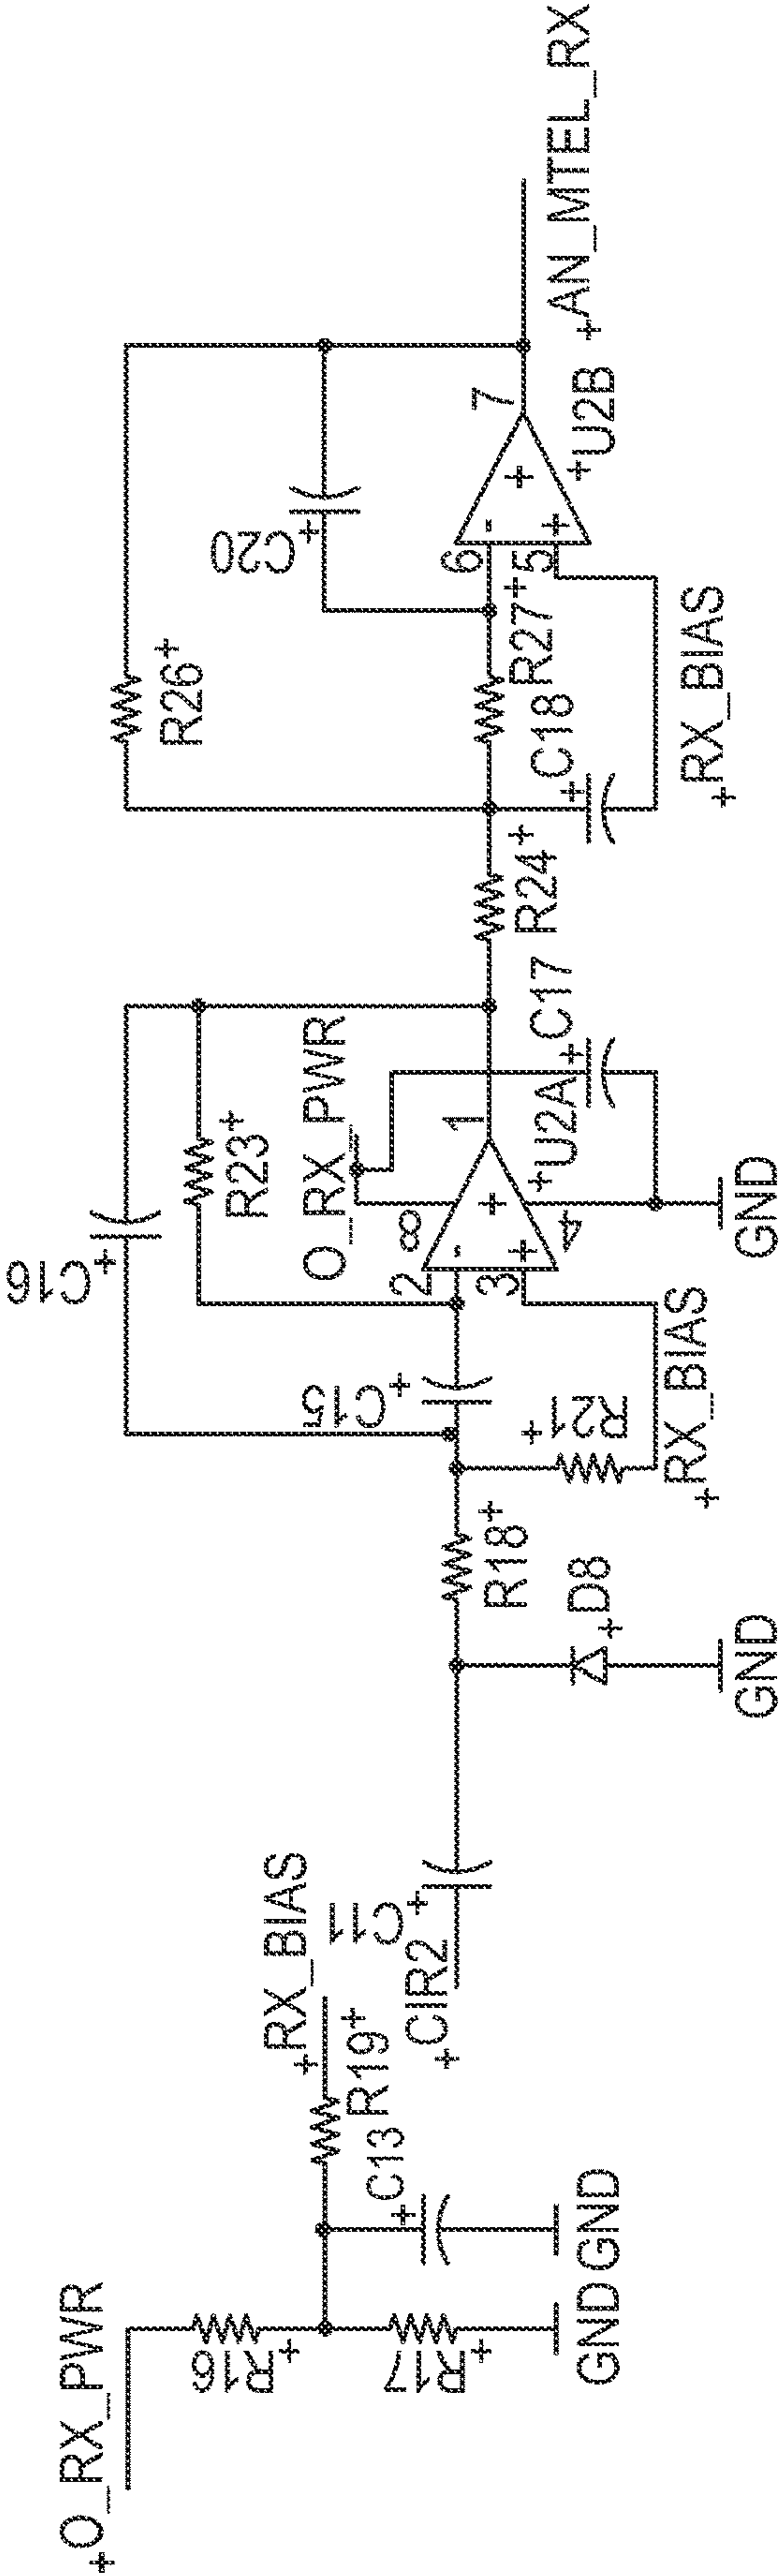 +O_RX_PWR
+R16
+R17
GND
C13
+
GND
R19+
+RX_BIAS
+CIR2
C11
+
D8
+
GND
R18+
R21
+
+RX_BIAS
C15
+
C16
+
R23+
O_RX_PWR
2
-
3
+
8
4
+
1
+U2A
C17
+
GND
R24+
C18
+
R27+
R26+
C20
+
+RX_BIAS
6
-
5
+
+
7
+U2B
+AN_MTEL_RX